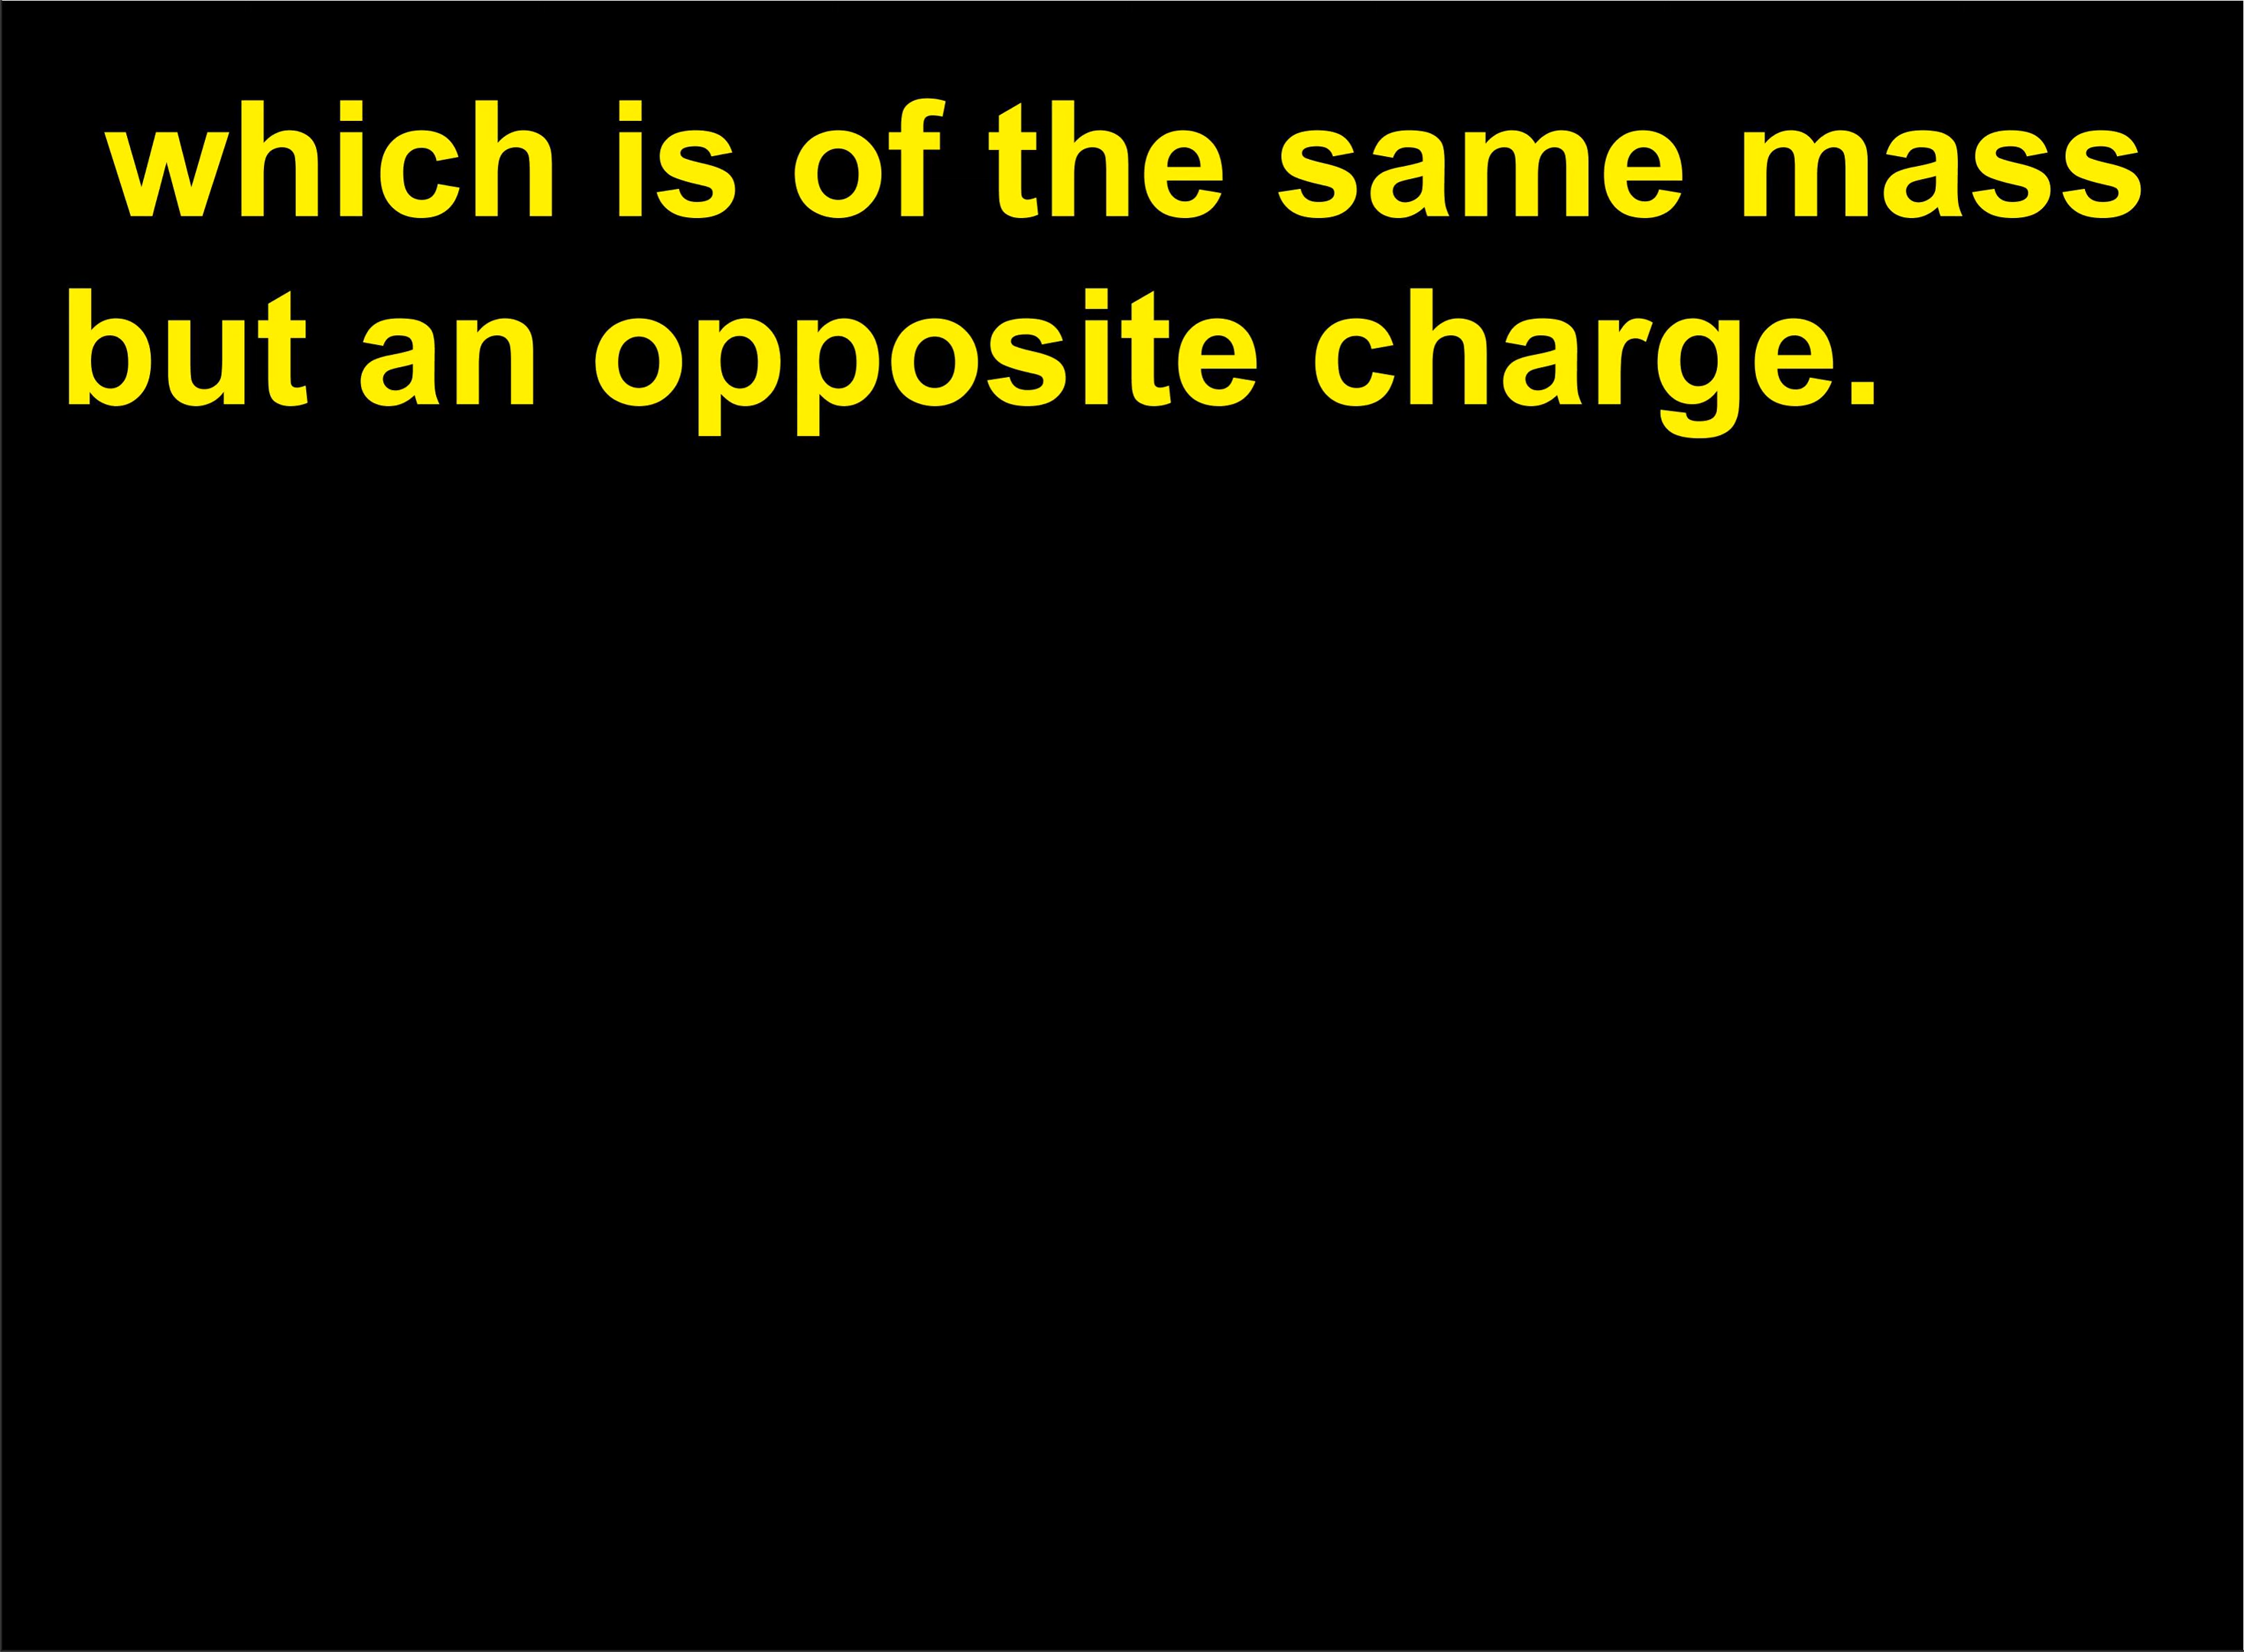 which is of the same mass
but an opposite charge.